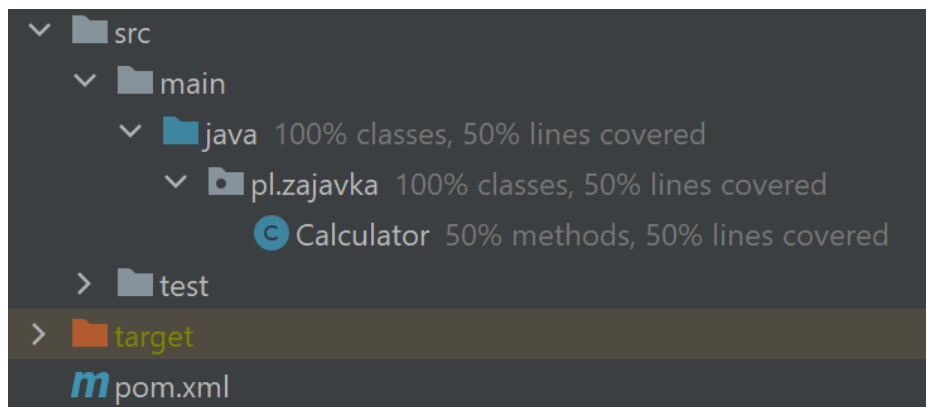 src
main
java 100% classes, 50% lines covered
pl.zajavka 100% classes, 50% lines covered
C Calculator 50% methods, 50% lines covered
test
target
m pom.xml